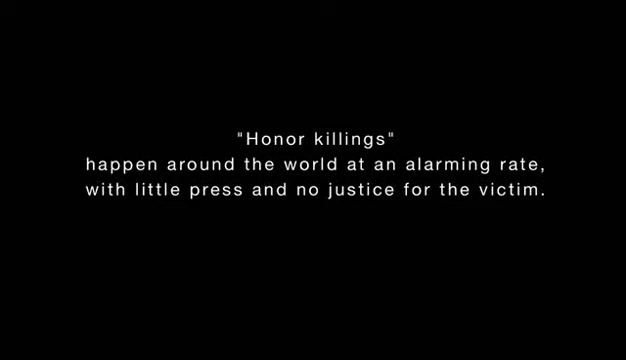 "Honor killings"
happen around the world at an alarming rate,
with little press and no justice for the victim.